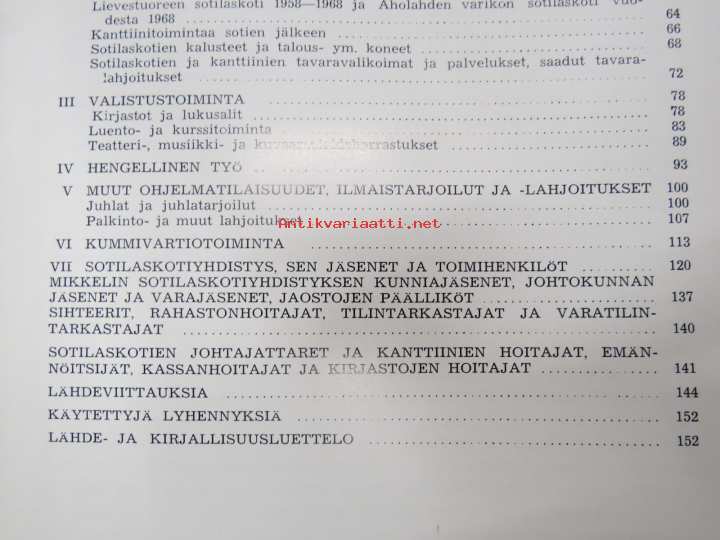 Lievestuoreen sotilaskoti 1958—1968 ja Aholahden varikon sotilaskoti vuo-
desta 1968 64
Kanttiinitoimintaa sotien jälkeen 66
Sotilaskotien kalusteet ja talous- ym. koneet 68
Sotilaskotien ja kanttiinien tavaravalikoimat ja palvelukset, saadut tavara-
lahjoitukset 72
III VALISTUSTOIMINTA 78
Kirjastot ja lukusalit 78
Luento- ja kurssitoiminta 83
Teatteri-, musiikki- ja kuvaamataideharrastukset 89
IV HENGELLINEN TYÖ 93
V MUUT OHJELMATILAISUUDET, ILMAISTARJOILUT JA -LAHJOITUKSET 100
Juhlat ja juhlatarjoilut 100
Palkinto- ja muut lahjoitukset 107
Antikvariaatti.net
VI KUMMIVARTIOTOIMINTA 113
VII SOTILASKOTIYHDISTYS, SEN JÄSENET JA TOIMIHENKILÖT 120
MIKKELIN SOTILASKOTIYHDISTYKSEN KUNNIAJÄSENET, JOHTOKUNNAN
JÄSENET JA VARAJÄSENET, JAOSTOJEN PÄÄLLIKÖT 137
SIHTEERIT, RAHASTONHOITAJAT, TILINTARKASTAJAT JA VARATILIN-
TARKASTAJAT 140
SOTILASKOTIEN JOHTAJATTARET JA KANTTIINIEN HOITAJAT, EMÄN-
NÖITSIJÄT, KASSANHOITAJAT JA KIRJASTOJEN HOITAJAT 141
LÄHDEVIITTAUKSIA 144
KÄYTETTYJÄ LYHENNYKSIÄ 152
LÄHDE- JA KIRJALLISUUSLUETTELO 152